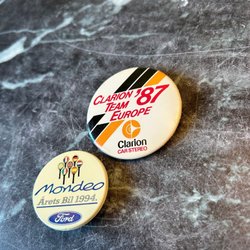 CLARION '87
TEAM
EUROPE
Clarion
CAR STEREO
Mondeo
Årets Bil 1994.
Ford